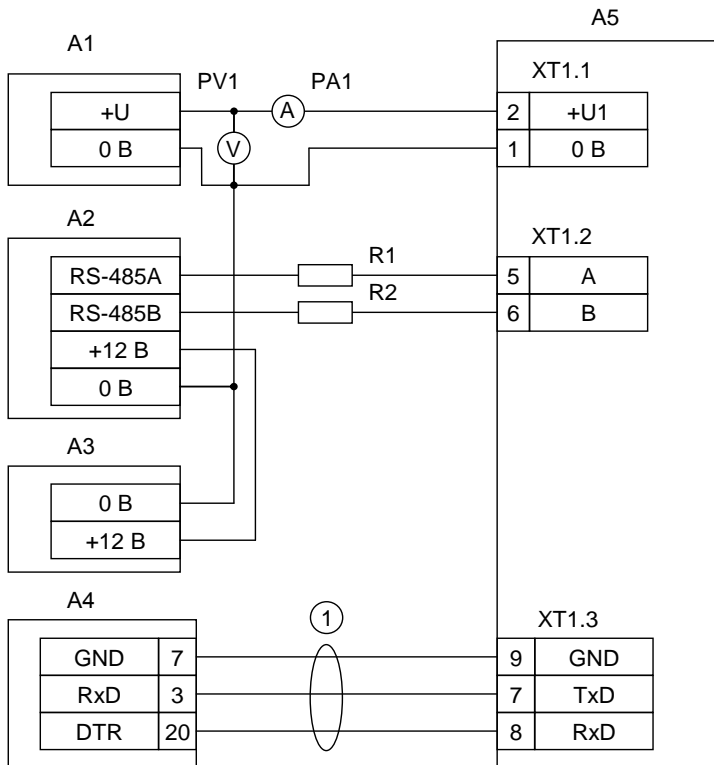 A5
A1
PV1 PA1 XT1.1
+U A 2 +U1
0 В V 1 0 В
A2 XT1.2
RS-485A R1 5 A
RS-485B R2 6 B
+12 В
0 В
A3
0 В
+12 В
A4 1 XT1.3
GND 7 9 GND
RxD 3 7 TxD
DTR 20 8 RxD